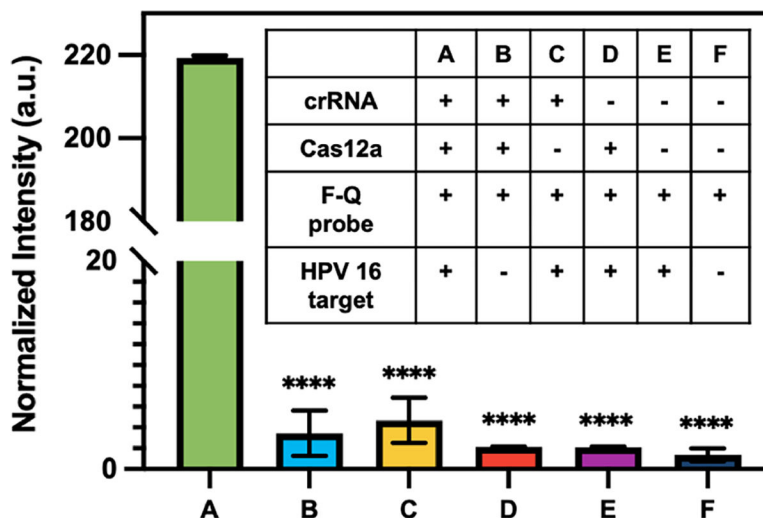 Normalized Intensity (a.u.)
220
200
180
20
0
A B C D E F
crRNA + + + - - -
Cas12a + + - + - -
F-Q probe + + + + + +
HPV 16 target + - + + + -
****
****
****
****
****
A B C D E F